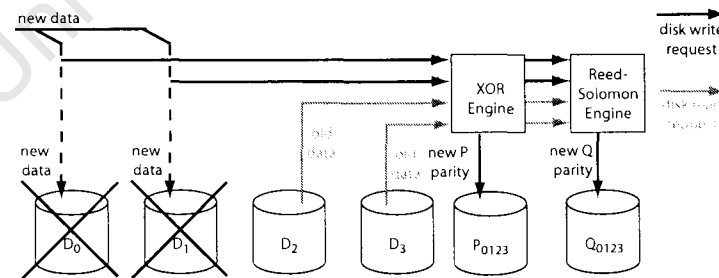 new data
disk write
request
XOR
Engine
Reed-
Solomon
Engine
old
data
old
data
new
data
new
data
new P
parity
new Q
parity
D0
D1
D2
D3
P0123
Q0123